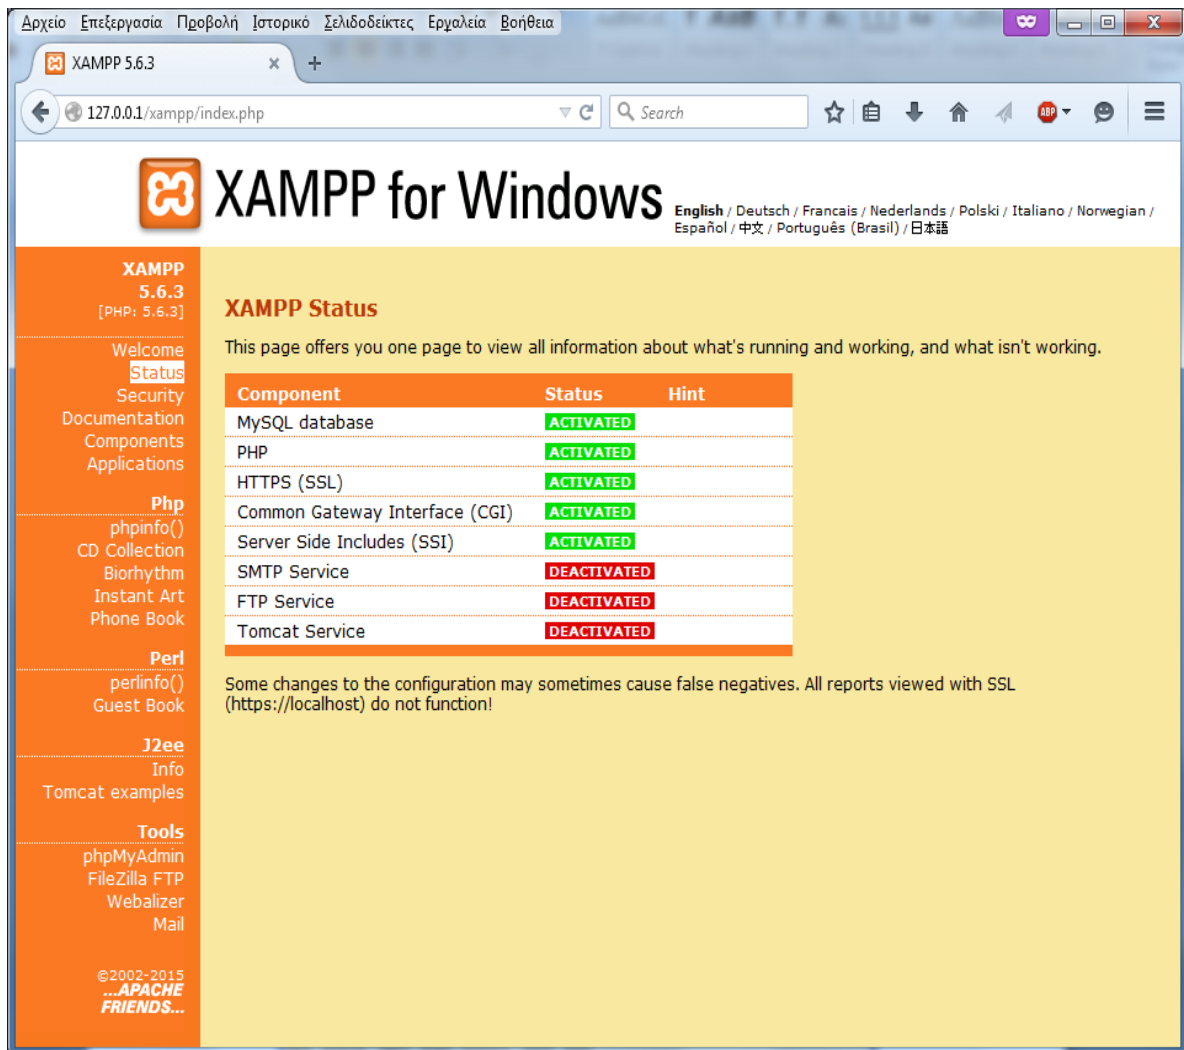 Αρχείο Επεξεργασία Προβολή Ιστορικό Σελιδοδείκτες Εργαλεία Βοήθεια
XAMPP 5.6.3
127.0.0.1/xampp/index.php
Search
ABP
XAMPP for Windows
English / Deutsch / Francais / Nederlands / Polski / Italiano / Norwegian /
Español / 中文 / Português (Brasil) / 日本語
XAMPP
5.6.3
[PHP: 5.6.3]
Welcome
Status
Security
Documentation
Components
Applications
Php
phpinfo()
CD Collection
Biorhythm
Instant Art
Phone Book
Perl
perlinfo()
Guest Book
J2ee
Info
Tomcat examples
Tools
phpMyAdmin
FileZilla FTP
Webalizer
Mail
©2002-2015
...APACHE
FRIENDS...
XAMPP Status
This page offers you one page to view all information about what's running and working, and what isn't working.
Component Status Hint
MySQL database ACTIVATED
PHP ACTIVATED
HTTPS (SSL) ACTIVATED
Common Gateway Interface (CGI) ACTIVATED
Server Side Includes (SSI) ACTIVATED
SMTP Service DEACTIVATED
FTP Service DEACTIVATED
Tomcat Service DEACTIVATED
Some changes to the configuration may sometimes cause false negatives. All reports viewed with SSL
(https://localhost) do not function!